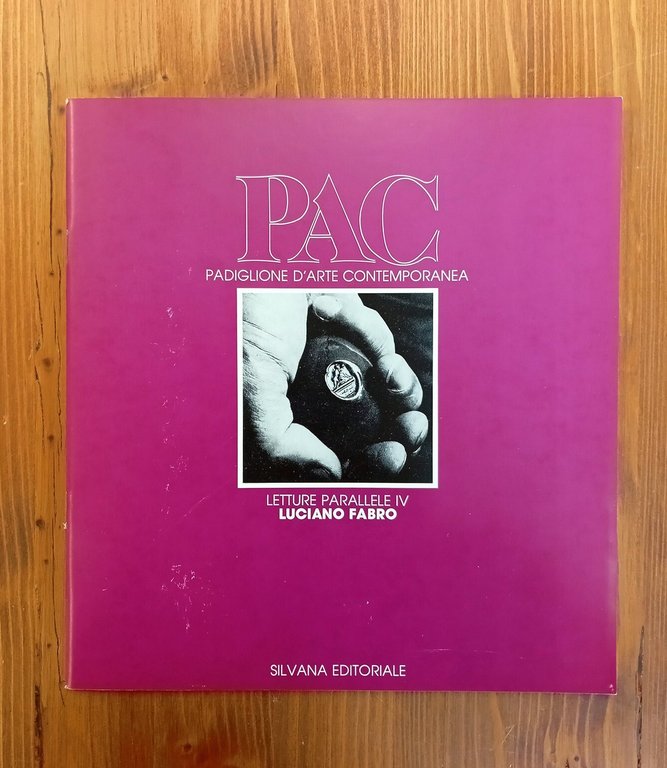 PAC
PADIGLIONE D'ARTE CONTEMPORANEA
LETTURE PARALLELE IV
LUCIANO FABRO
SILVANA EDITORIALE